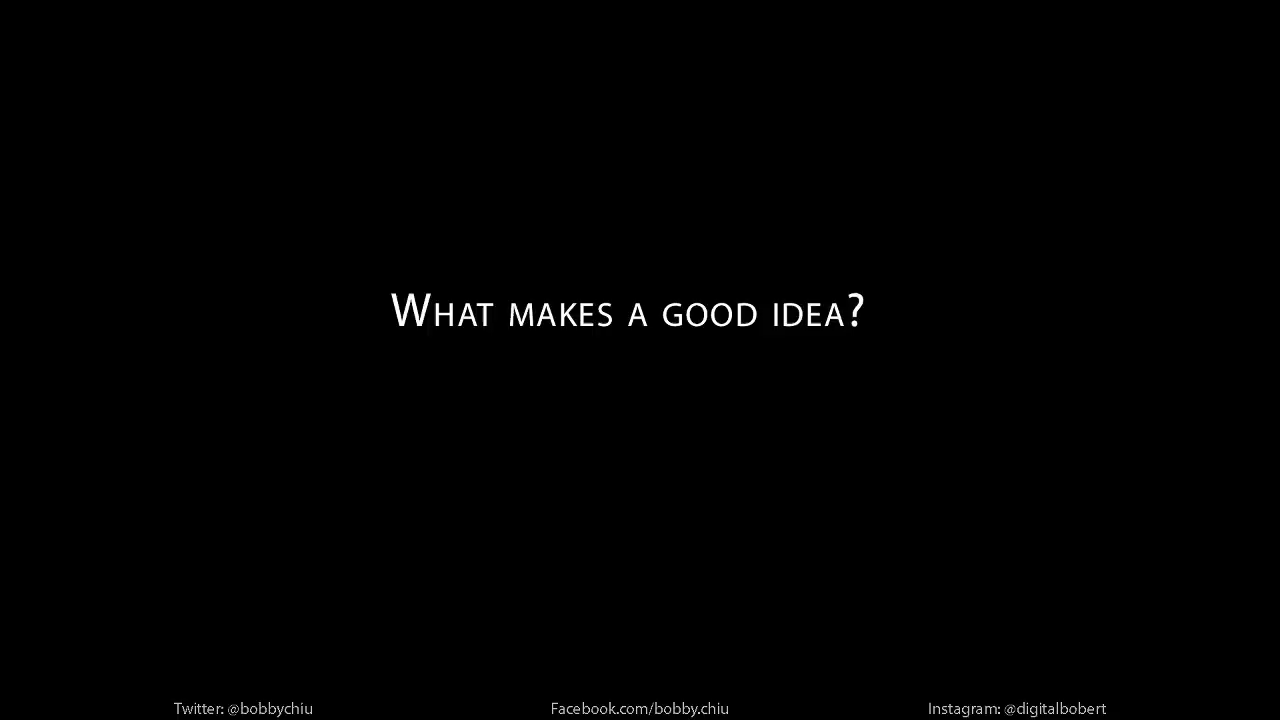 What makes a good idea?
Twitter: @bobbychiu Facebook.com/bobby.chiu Instagram: @digitalbobert